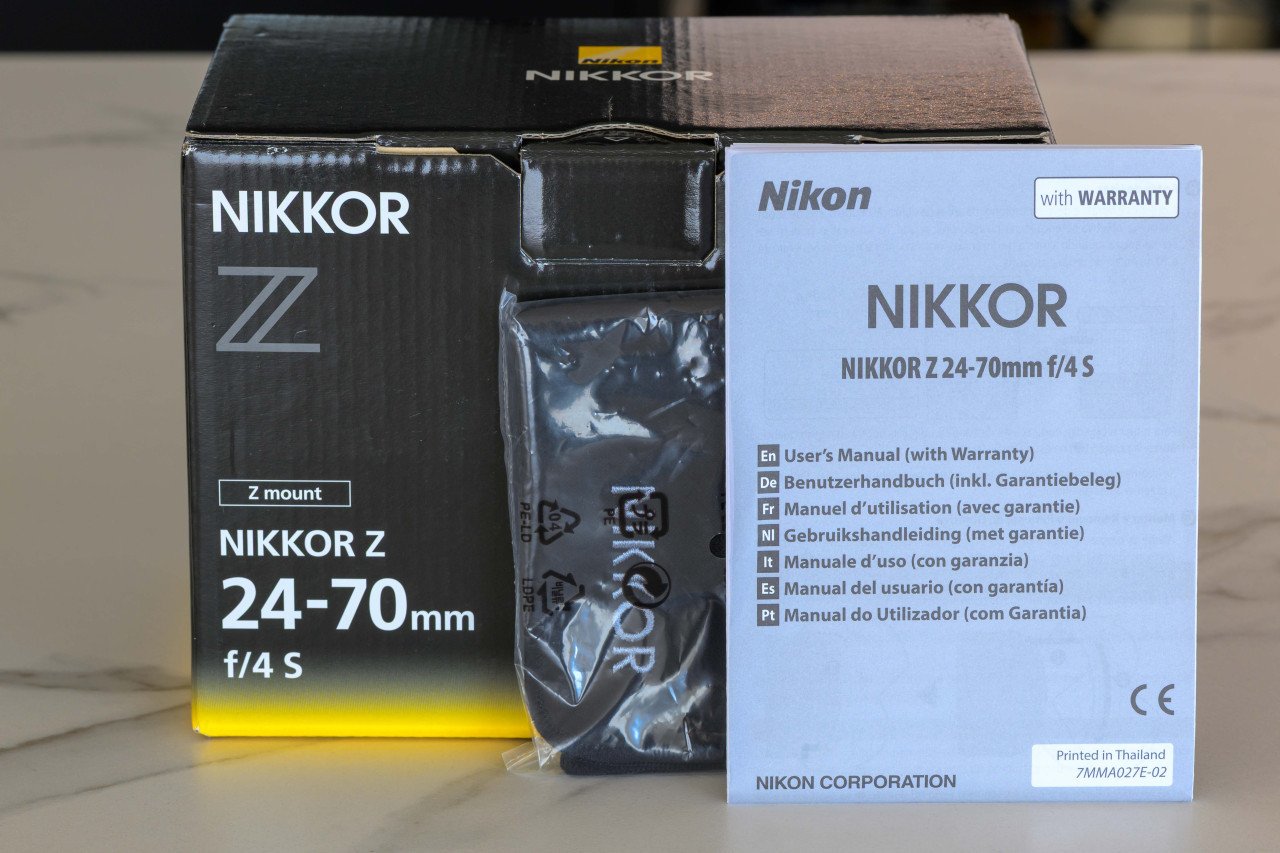 Nikon
NIKKOR
NIKKOR
Z
Z mount
NIKKOR Z
24-70mm
f/4 S
04
PE-LD
PE
LDPE
NIKKOR
Nikon
with WARRANTY
NIKKOR
NIKKOR Z 24-70mm f/4 S
En User's Manual (with Warranty)
De Benutzerhandbuch (inkl. Garantiebeleg)
Fr Manuel d'utilisation (avec garantie)
Nl Gebruikshandleiding (met garantie)
It Manuale d'uso (con garanzia)
Es Manual del usuario (con garantía)
Pt Manual do Utilizador (com Garantia)
CE
Printed in Thailand
7MMA027E-02
NIKON CORPORATION